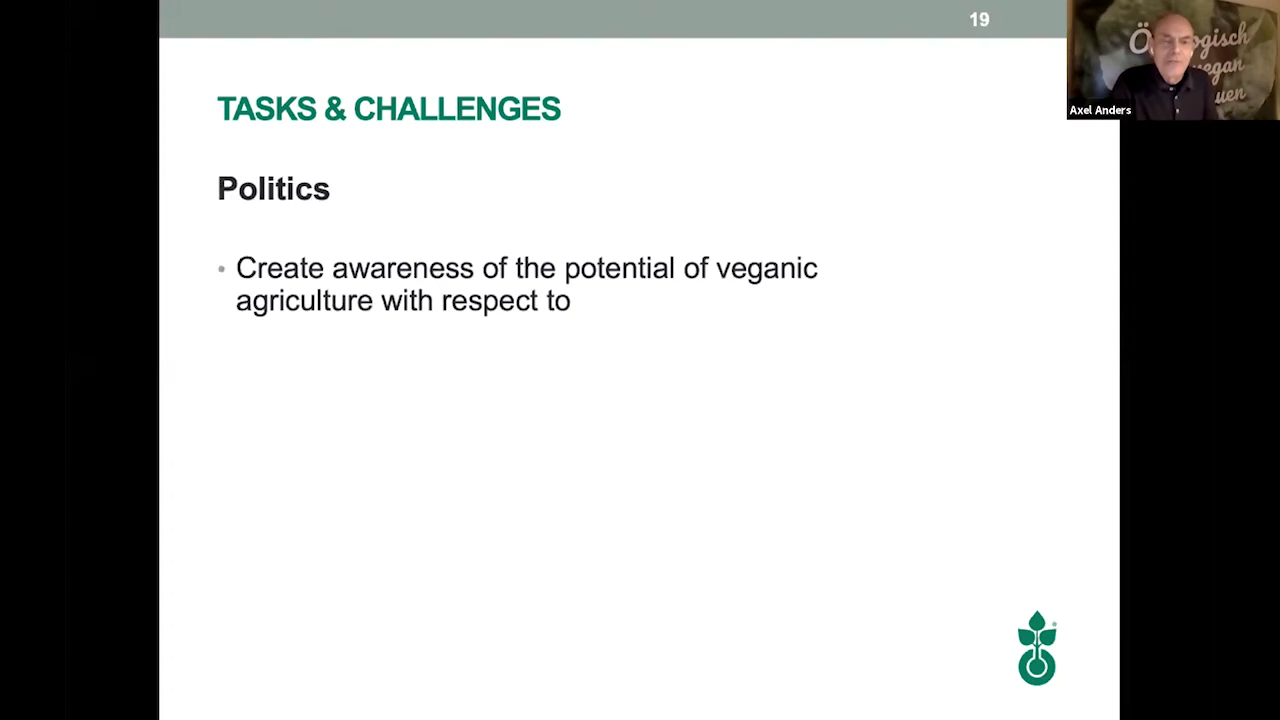 19
TASKS & CHALLENGES
Politics
• Create awareness of the potential of veganic
agriculture with respect to
Axel Anders